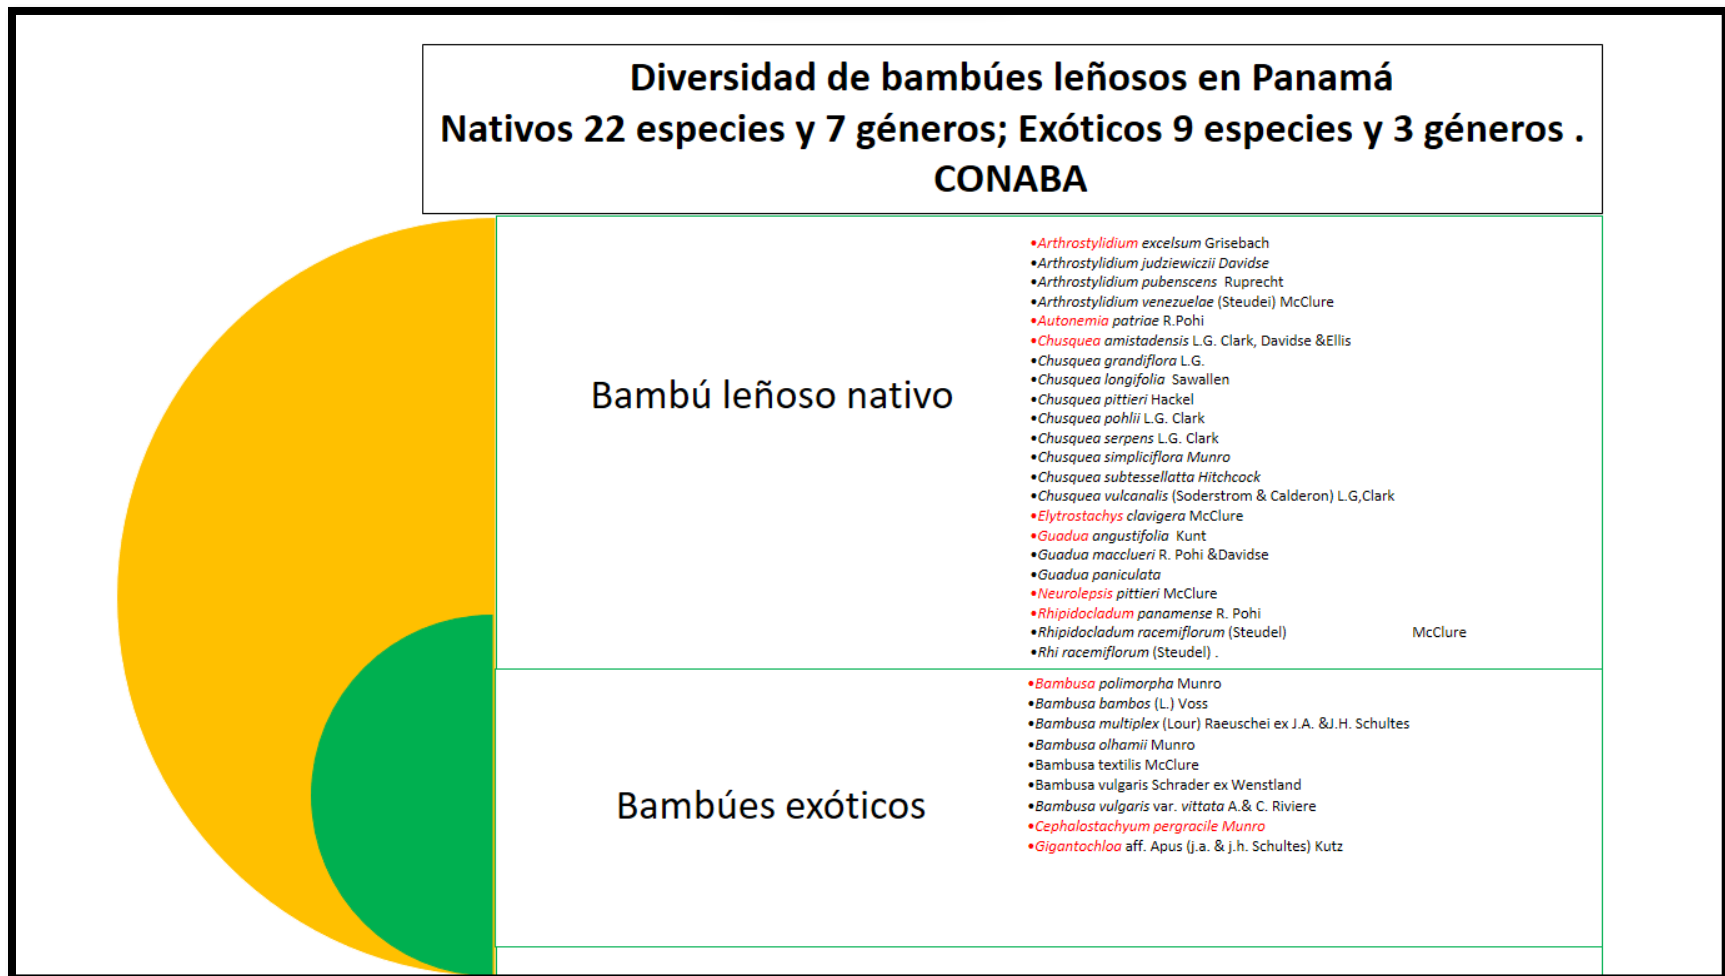 Diversidad de bambúes leñosos en Panamá
Nativos 22 especies y 7 géneros; Exóticos 9 especies y 3 géneros .
CONABA
Bambú leñoso nativo
•Arthrostylidium excelsum Grisebach
•Arthrostylidium judziewiczii Davidse
•Arthrostylidium pubenscens Ruprecht
•Arthrostylidium venezuelae (Steudei) McClure
•Autonemia patriae R.Pohi
•Chusquea amistadensis L.G. Clark, Davidse &Ellis
•Chusquea grandiflora L.G.
•Chusquea longifolia Sawallen
•Chusquea pittieri Hackel
•Chusquea pohlii L.G. Clark
•Chusquea serpens L.G. Clark
•Chusquea simpliciflora Munro
•Chusquea subtessellatta Hitchcock
•Chusquea vulcanalis (Soderstrom & Calderon) L.G,Clark
•Elytrostachys clavigera McClure
•Guadua angustifolia Kunt
•Guadua macclueri R. Pohi &Davidse
•Guadua paniculata
•Neurolepsis pittieri McClure
•Rhipidocladum panamense R. Pohi
•Rhipidocladum racemiflorum (Steudel) McClure
•Rhi racemiflorum (Steudel) .
Bambúes exóticos
•Bambusa polimorpha Munro
•Bambusa bambos (L.) Voss
•Bambusa multiplex (Lour) Raeuschei ex J.A. &J.H. Schultes
•Bambusa olhamii Munro
•Bambusa textilis McClure
•Bambusa vulgaris Schrader ex Wenstland
•Bambusa vulgaris var. vittata A.& C. Riviere
•Cephalostachyum pergracile Munro
•Gigantochloa aff. Apus (j.a. & j.h. Schultes) Kutz